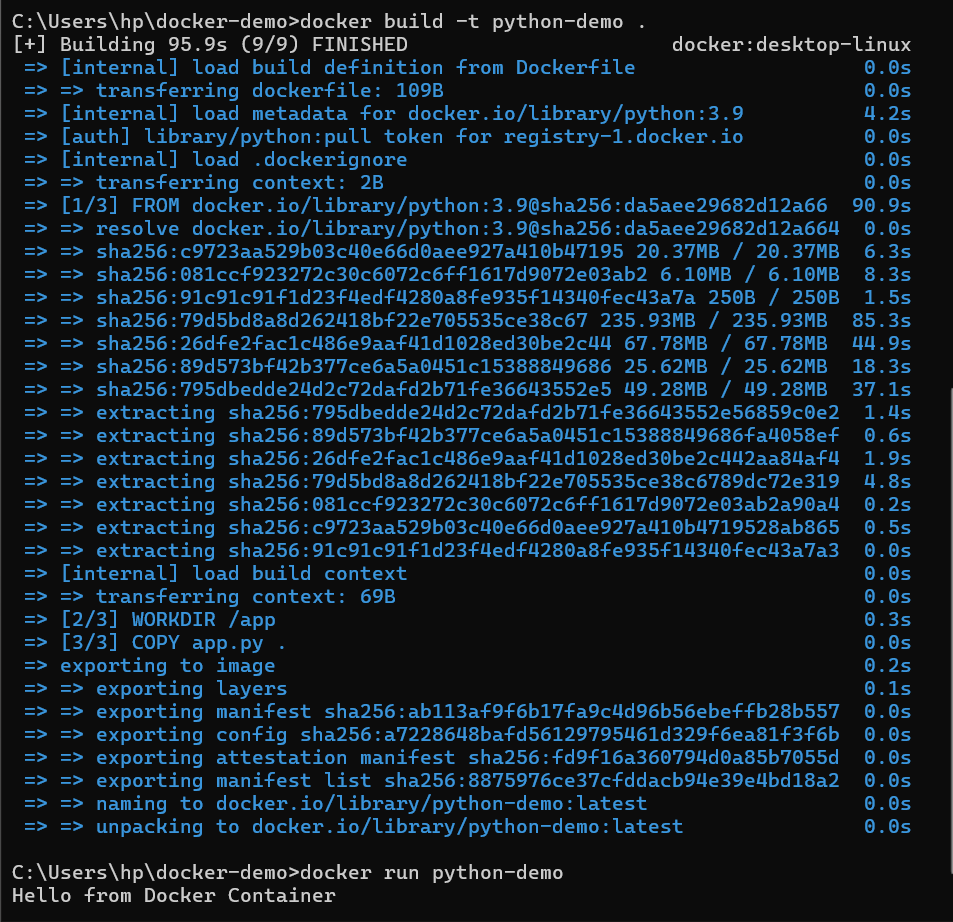 C:\Users\hp\docker-demo>docker build -t python-demo .
[+] Building 95.9s (9/9) FINISHED docker:desktop-linux
=> [internal] load build definition from Dockerfile 0.0s
=> => transferring dockerfile: 109B 0.0s
=> [internal] load metadata for docker.io/library/python:3.9 4.2s
=> [auth] library/python:pull token for registry-1.docker.io 0.0s
=> [internal] load .dockerignore 0.0s
=> => transferring context: 2B 0.0s
=> [1/3] FROM docker.io/library/python:3.9@sha256:da5aee29682d12a66 90.9s
=> => resolve docker.io/library/python:3.9@sha256:da5aee29682d12a664 0.0s
=> => sha256:c9723aa529b03c40e66d0aee927a410b47195 20.37MB / 20.37MB 6.3s
=> => sha256:081ccf923272c30c6072c6ff1617d9072e03ab2 6.10MB / 6.10MB 8.3s
=> => sha256:91c91c91f1d23f4edf4280a8fe935f14340fec43a7a 250B / 250B 1.5s
=> => sha256:79d5bd8a8d262418bf22e705535ce38c67 235.93MB / 235.93MB 85.3s
=> => sha256:26dfe2fac1c486e9aaf41d1028ed30be2c44 67.78MB / 67.78MB 44.9s
=> => sha256:89d573bf42b377ce6a5a0451c15388849686 25.62MB / 25.62MB 18.3s
=> => sha256:795dbedde24d2c72dafd2b71fe36643552e5 49.28MB / 49.28MB 37.1s
=> => extracting sha256:795dbedde24d2c72dafd2b71fe36643552e56859c0e2 1.4s
=> => extracting sha256:89d573bf42b377ce6a5a0451c15388849686fa4058ef 0.6s
=> => extracting sha256:26dfe2fac1c486e9aaf41d1028ed30be2c442aa84af4 1.9s
=> => extracting sha256:79d5bd8a8d262418bf22e705535ce38c6789dc72e319 4.8s
=> => extracting sha256:081ccf923272c30c6072c6ff1617d9072e03ab2a90a4 0.2s
=> => extracting sha256:c9723aa529b03c40e66d0aee927a410b4719528ab865 0.5s
=> => extracting sha256:91c91c91f1d23f4edf4280a8fe935f14340fec43a7a3 0.0s
=> [internal] load build context 0.0s
=> => transferring context: 69B 0.0s
=> [2/3] WORKDIR /app 0.3s
=> [3/3] COPY app.py . 0.0s
=> exporting to image 0.2s
=> => exporting layers 0.1s
=> => exporting manifest sha256:ab113af9f6b17fa9c4d96b56ebeffb28b557 0.0s
=> => exporting config sha256:a7228648bafd56129795461d329f6ea81f3f6b 0.0s
=> => exporting attestation manifest sha256:fd9f16a360794d0a85b7055d 0.0s
=> => exporting manifest list sha256:8875976ce37cfddacb94e39e4bd18a2 0.0s
=> => naming to docker.io/library/python-demo:latest 0.0s
=> => unpacking to docker.io/library/python-demo:latest 0.0s
C:\Users\hp\docker-demo>docker run python-demo
Hello from Docker Container